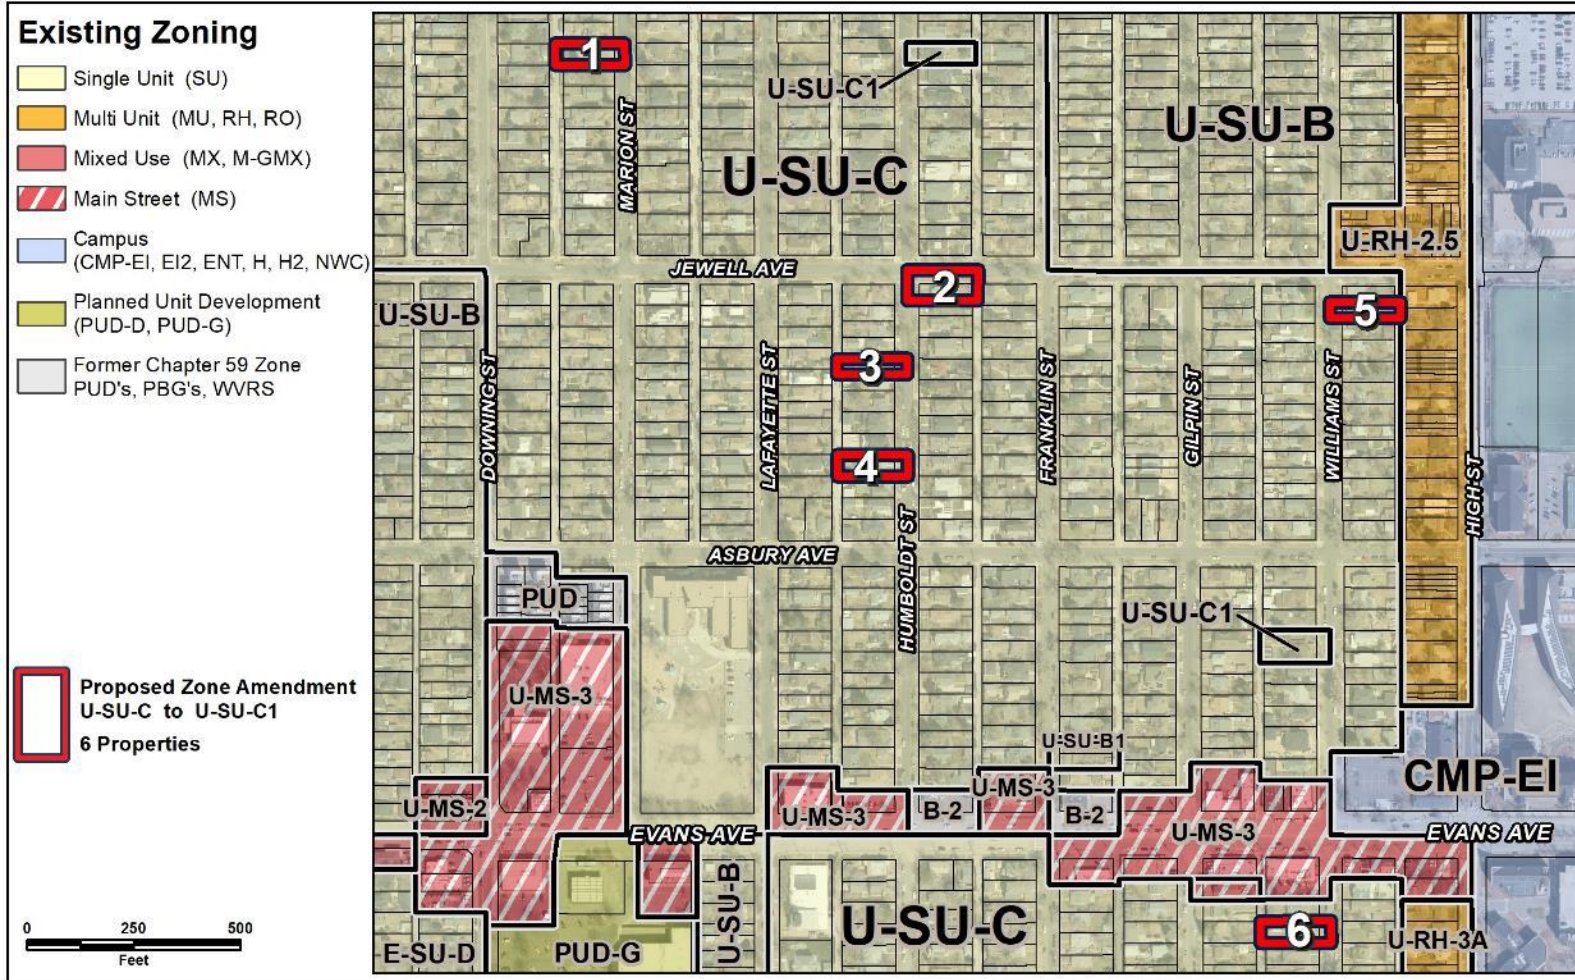 Existing Zoning
Single Unit (SU)
Multi Unit (MU, RH, RO)
Mixed Use (MX, M-GMX)
Main Street (MS)
Campus
(CMP-EI, EI2, ENT, H, H2, NWC)
Planned Unit Development
(PUD-D, PUD-G)
Former Chapter 59 Zone
PUD's, PBG's, WVRS
Proposed Zone Amendment
U-SU-C to U-SU-C1
6 Properties
0 250 500
Feet
1
MARION ST
U-SU-C1
U-SU-C
U-SU-B
U-RH-2.5
JEWELL AVE
2
5
U-SU-B
3
DOWNING ST
LAFAYETTE ST
FRANKLIN ST
GILPIN ST
WILLIAMS ST
4
HIGH ST
HUMBOLDT ST
ASBURY AVE
PUD
U-SU-C1
U-MS-3
U-SU-B1
U-MS-2
U-MS-3
B-2
U-MS-3
B-2
U-MS-3
CMP-EI
EVANS AVE
EVANS AVE
U-SU-B
U-SU-C
6
E-SU-D
PUD-G
U-RH-3A